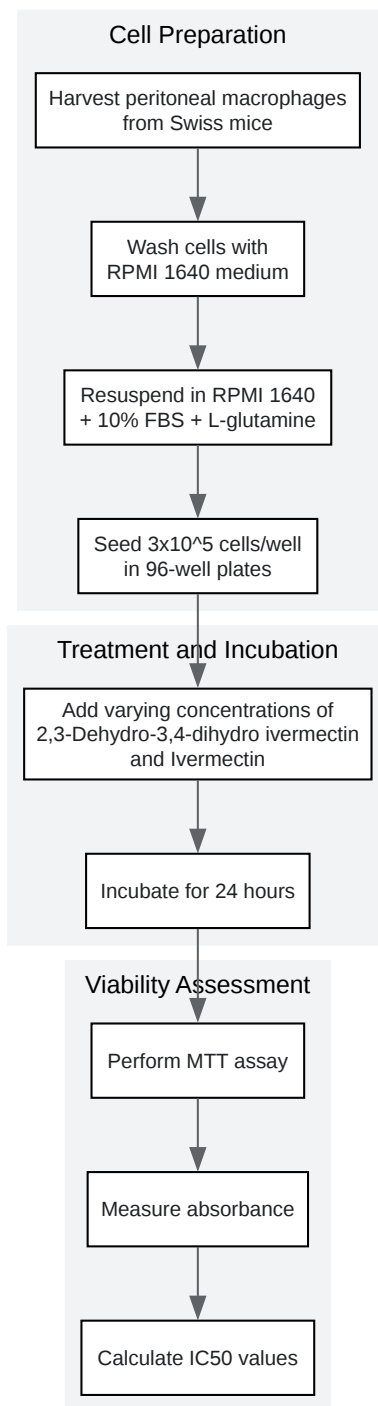 Cell Preparation
Harvest peritoneal macrophages
from Swiss mice
Wash cells with
RPMI 1640 medium
Resuspend in RPMI 1640
+ 10% FBS + L-glutamine
Seed 3x10^5 cells/well
in 96-well plates
Treatment and Incubation
Add varying concentrations of
2,3-Dehydro-3,4-dihydro ivermectin
and Ivermectin
Incubate for 24 hours
Viability Assessment
Perform MTT assay
Measure absorbance
Calculate IC50 values